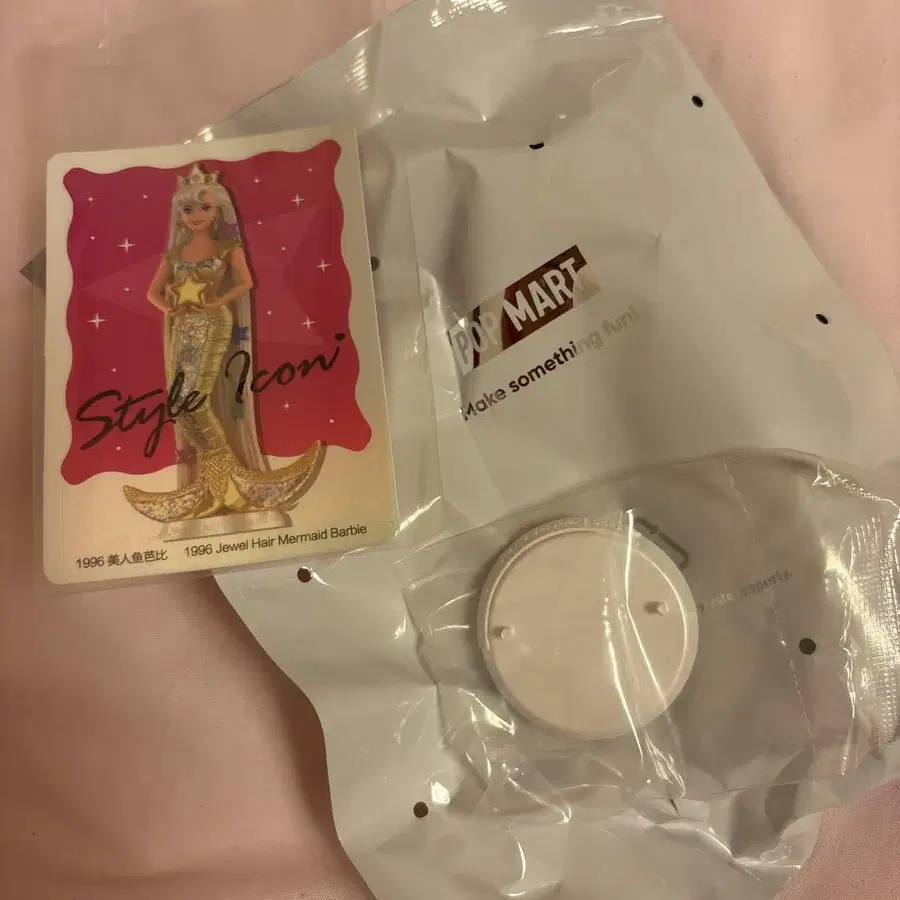 Style Icon
1996 美人鱼芭比 1996 Jewel Hair Mermaid Barbie
POP MART
Make something fun!